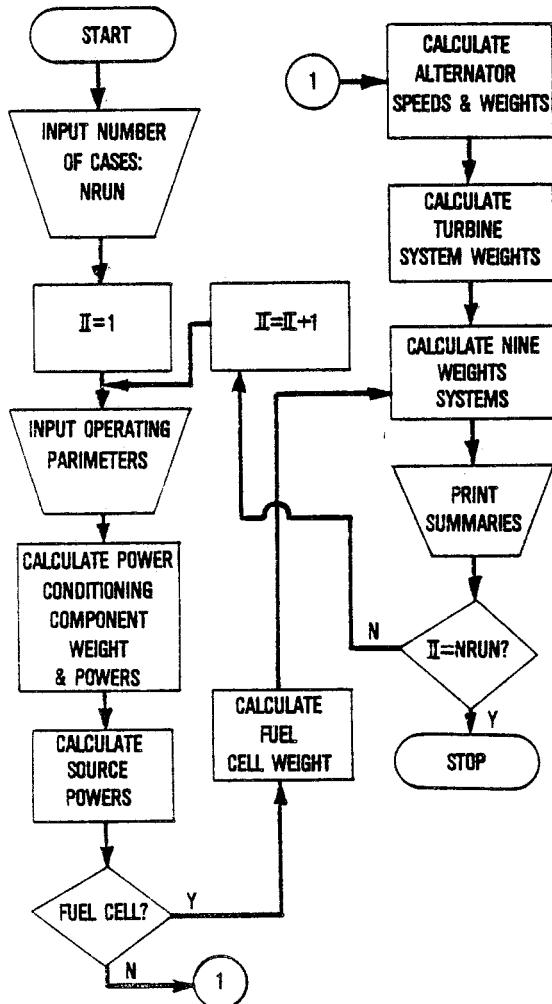 START
INPUT NUMBER
OF CASES:
NRUN
II=1
II=II+1
INPUT OPERATING
PARIMETERS
CALCULATE POWER
CONDITIONING
COMPONENT
WEIGHT
& POWERS
CALCULATE
SOURCE
POWERS
FUEL CELL?
Y
N
1
CALCULATE
FUEL
CELL WEIGHT
1
CALCULATE
ALTERNATOR
SPEEDS & WEIGHTS
CALCULATE
TURBINE
SYSTEM WEIGHTS
CALCULATE NINE
WEIGHTS
SYSTEMS
PRINT
SUMMARIES
II=NRUN?
N
Y
STOP